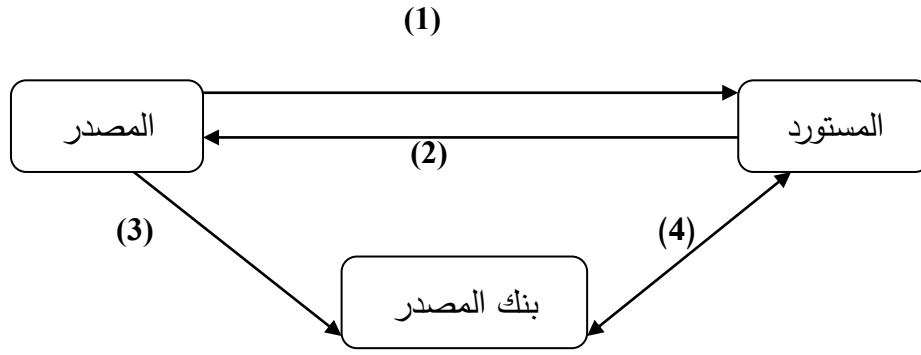 (1)
المصدر
المستورد
(2)
(3)
(4)
بنك المصدر